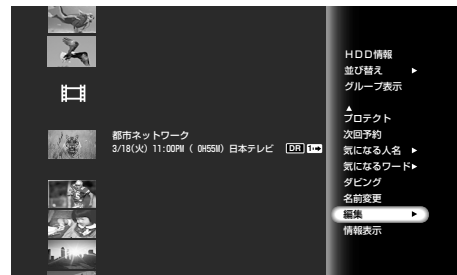 HDD情報
並び替え ▶
グループ表示
▲
プロテクト
次回予約
気になる人名 ▶
気になるワード▶
ダビング
名前変更
編集 ▶
情報表示
都市ネットワーク
3/18(火) 11:00PM ( 0H55M) 日本テレビ DR 1➡